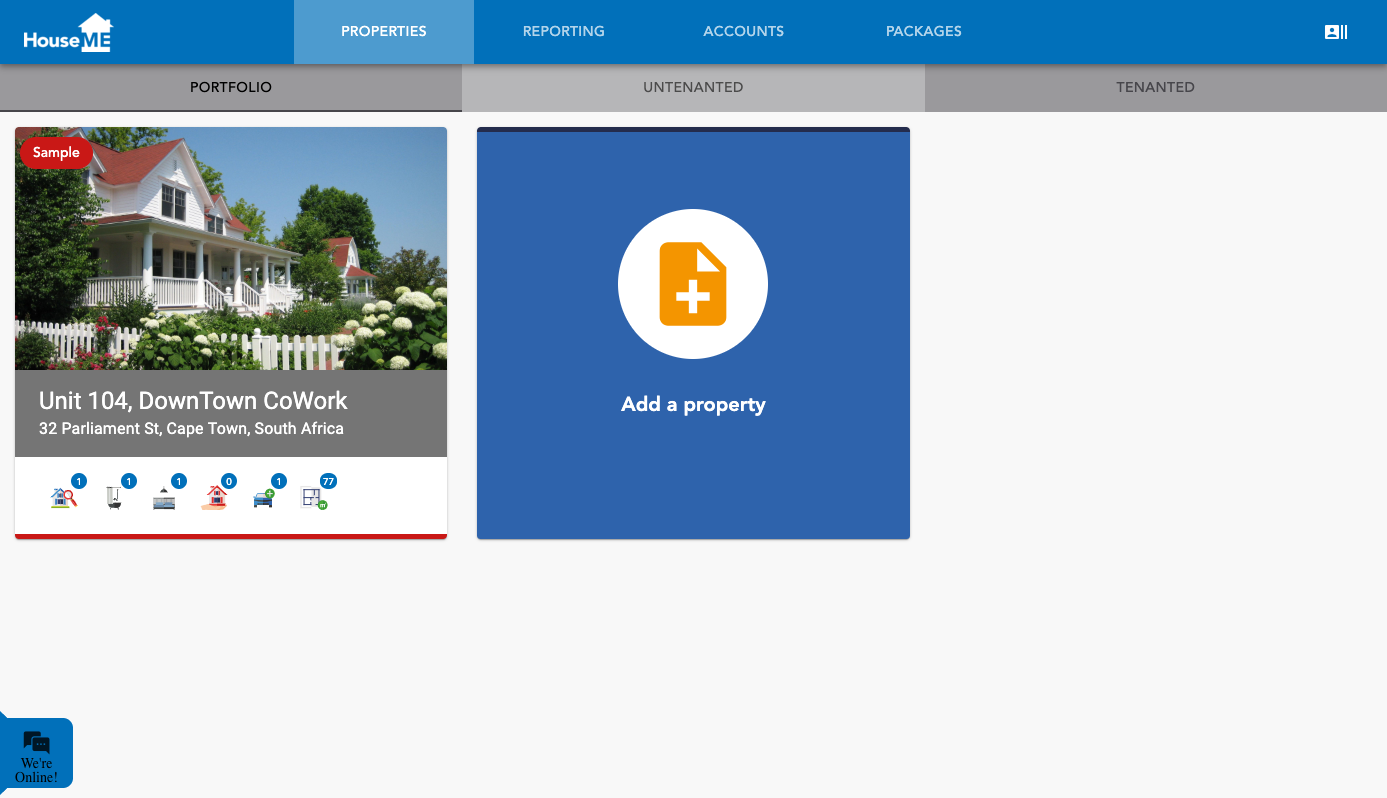 HouseME
PROPERTIES
REPORTING
ACCOUNTS
PACKAGES
PORTFOLIO
UNTENANTED
TENANTED
Sample
Unit 104, DownTown CoWork
32 Parliament St, Cape Town, South Africa
1
1
1
0
1
77
Add a property
We're
Online!